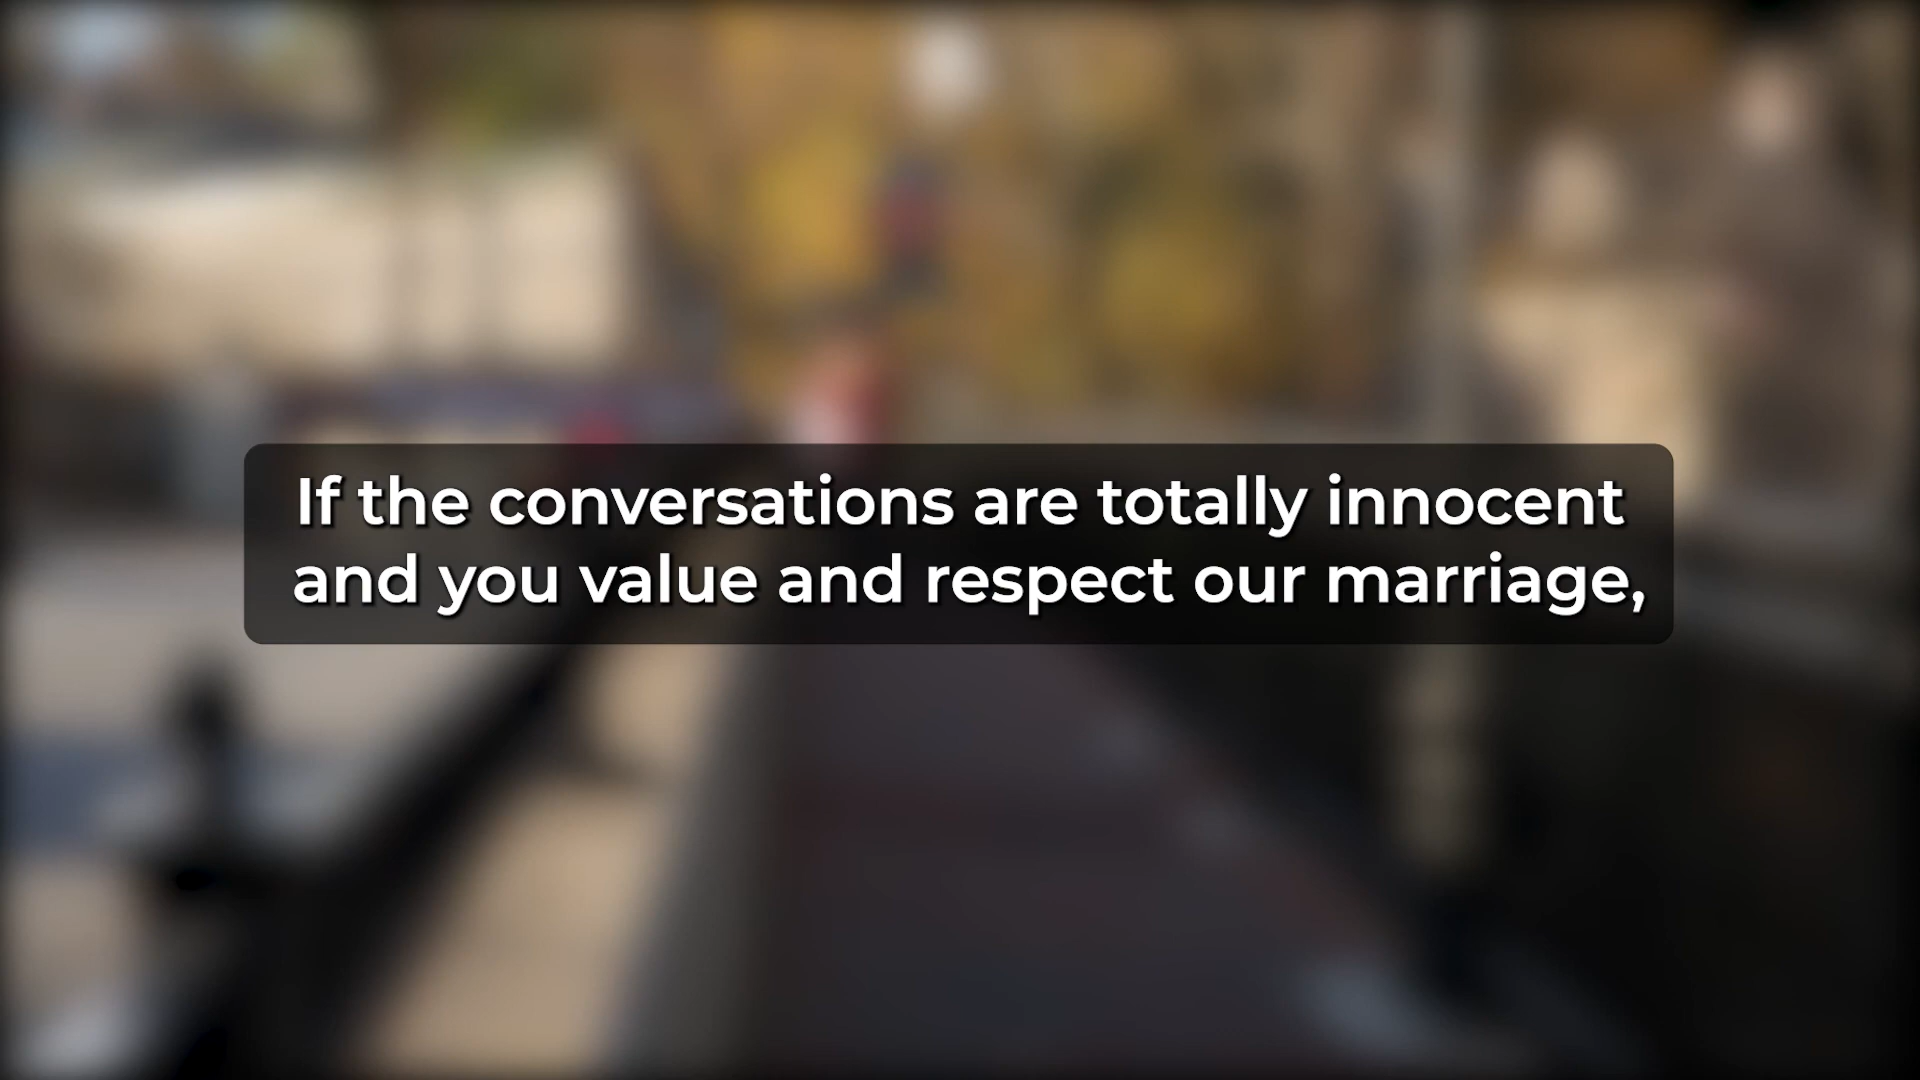 If the conversations are totally innocent
and you value and respect our marriage,